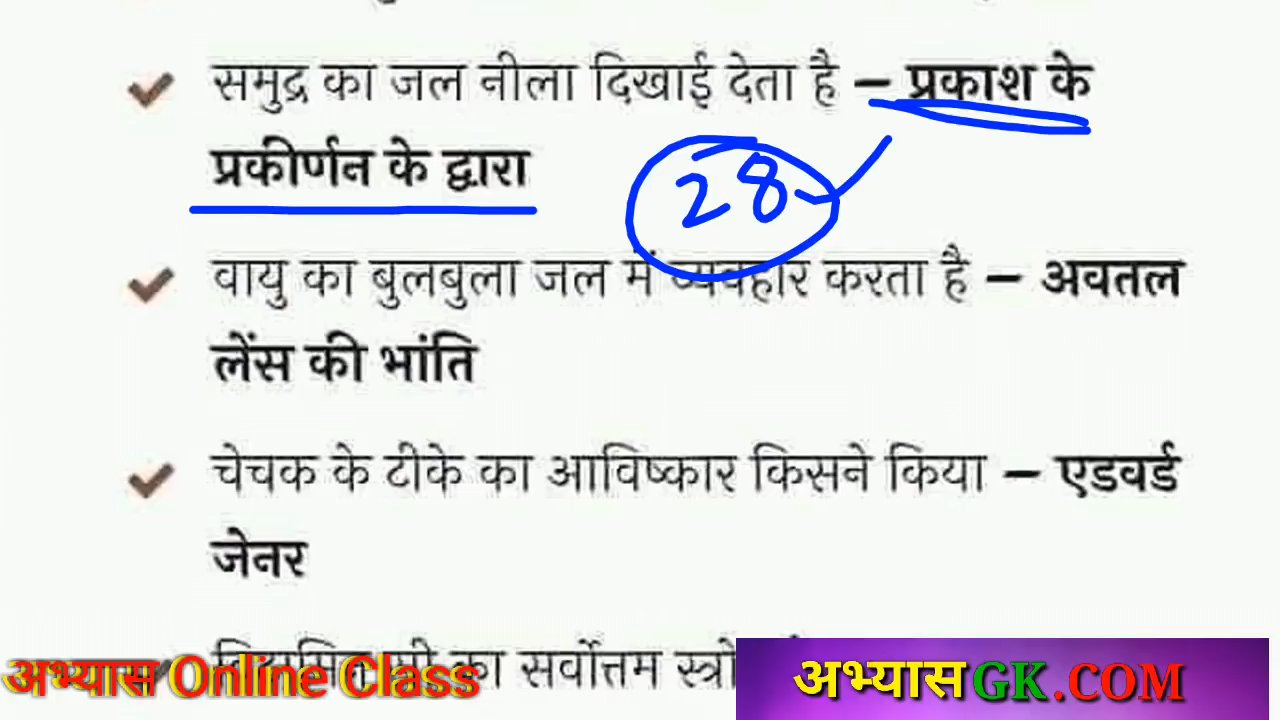 समुद्र का जल नीला दिखाई देता है – प्रकाश के
प्रकीर्णन के द्वारा
28
वायु का बुलबुला जल में व्यवहार करता है – अवतल
लेंस की भांति
चेचक के टीके का आविष्कार किसने किया – एडवर्ड
जेनर
का सर्वोत्तम
अभ्यास Online Class
अभ्यास GK.COM